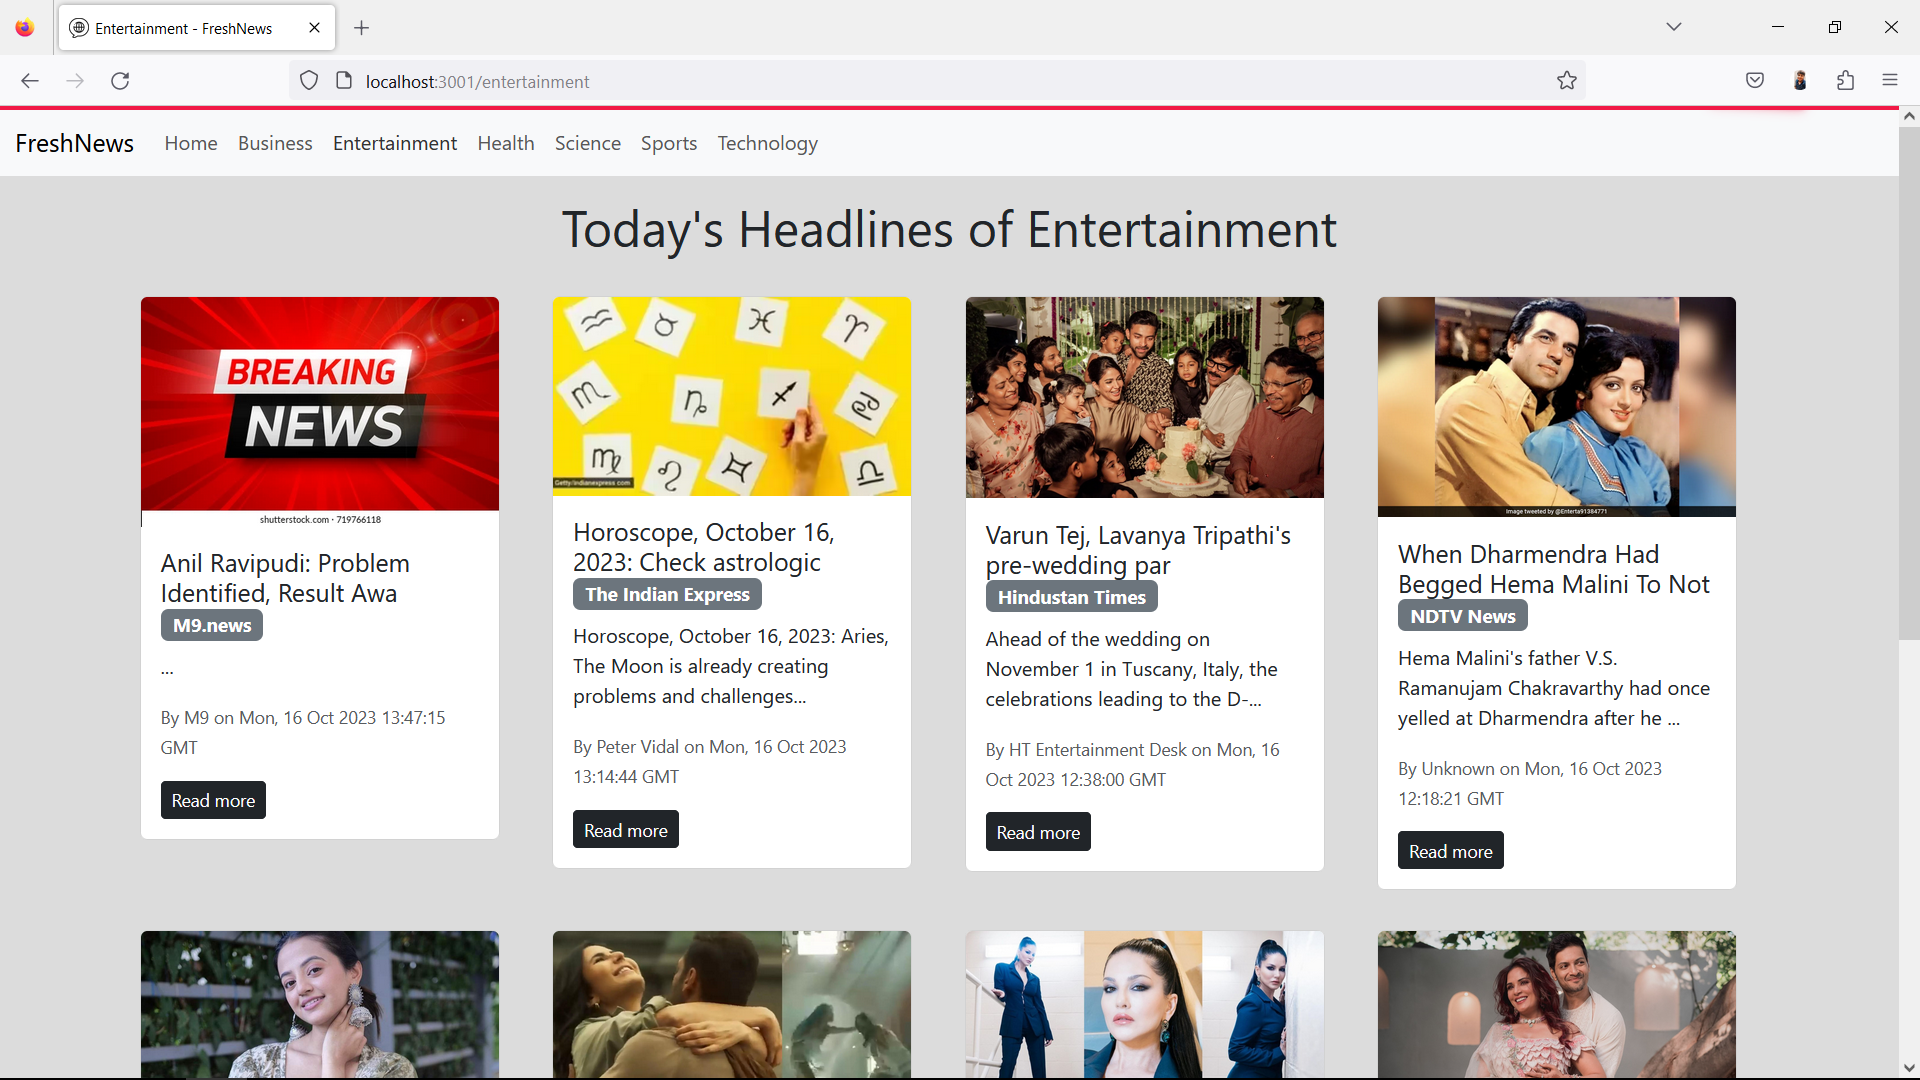 Entertainment - FreshNews
localhost:3001/entertainment
FreshNews Home Business Entertainment Health Science Sports Technology
Today's Headlines of Entertainment
BREAKING
NEWS
shutterstock.com · 719766118
Anil Ravipudi: Problem
Identified, Result Awa
M9.news
...
By M9 on Mon, 16 Oct 2023 13:47:15
GMT
Read more
Getty/indianexpress.com
Horoscope, October 16,
2023: Check astrologic
The Indian Express
Horoscope, October 16, 2023: Aries,
The Moon is already creating
problems and challenges...
By Peter Vidal on Mon, 16 Oct 2023
13:14:44 GMT
Read more
Varun Tej, Lavanya Tripathi's
pre-wedding par
Hindustan Times
Ahead of the wedding on
November 1 in Tuscany, Italy, the
celebrations leading to the D-...
By HT Entertainment Desk on Mon, 16
Oct 2023 12:38:00 GMT
Read more
Image tweeted by @Enterta91384771
When Dharmendra Had
Begged Hema Malini To Not
NDTV News
Hema Malini's father V.S.
Ramanujam Chakravarthy had once
yelled at Dharmendra after he ...
By Unknown on Mon, 16 Oct 2023
12:18:21 GMT
Read more